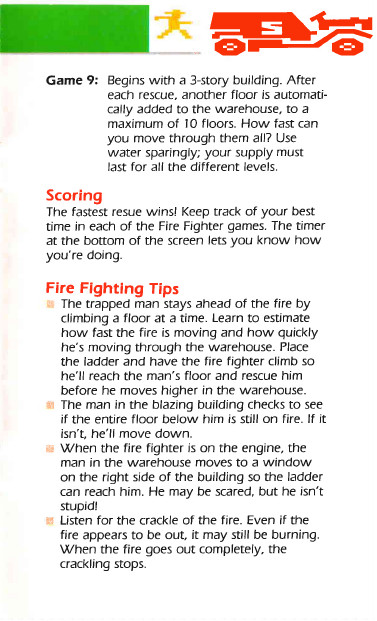 S
Game 9: Begins with a 3-story building. After
each rescue, another floor is automati-
cally added to the warehouse, to a
maximum of 10 floors. How fast can
you move through them all? Use
water sparingly; your supply must
last for all the different levels.
Scoring
The fastest resue wins! Keep track of your best
time in each of the Fire Fighter games. The timer
at the bottom of the screen lets you know how
you're doing.
Fire Fighting Tips
The trapped man stays ahead of the fire by
climbing a floor at a time. Learn to estimate
how fast the fire is moving and how quickly
he's moving through the warehouse. Place
the ladder and have the fire fighter climb so
he'll reach the man's floor and rescue him
before he moves higher in the warehouse.
The man in the blazing building checks to see
if the entire floor below him is still on fire. If it
isn't, he'll move down.
When the fire fighter is on the engine, the
man in the warehouse moves to a window
on the right side of the building so the ladder
can reach him. He may be scared, but he isn't
stupid!
Listen for the crackle of the fire. Even if the
fire appears to be out, it may still be burning.
When the fire goes out completely, the
crackling stops.